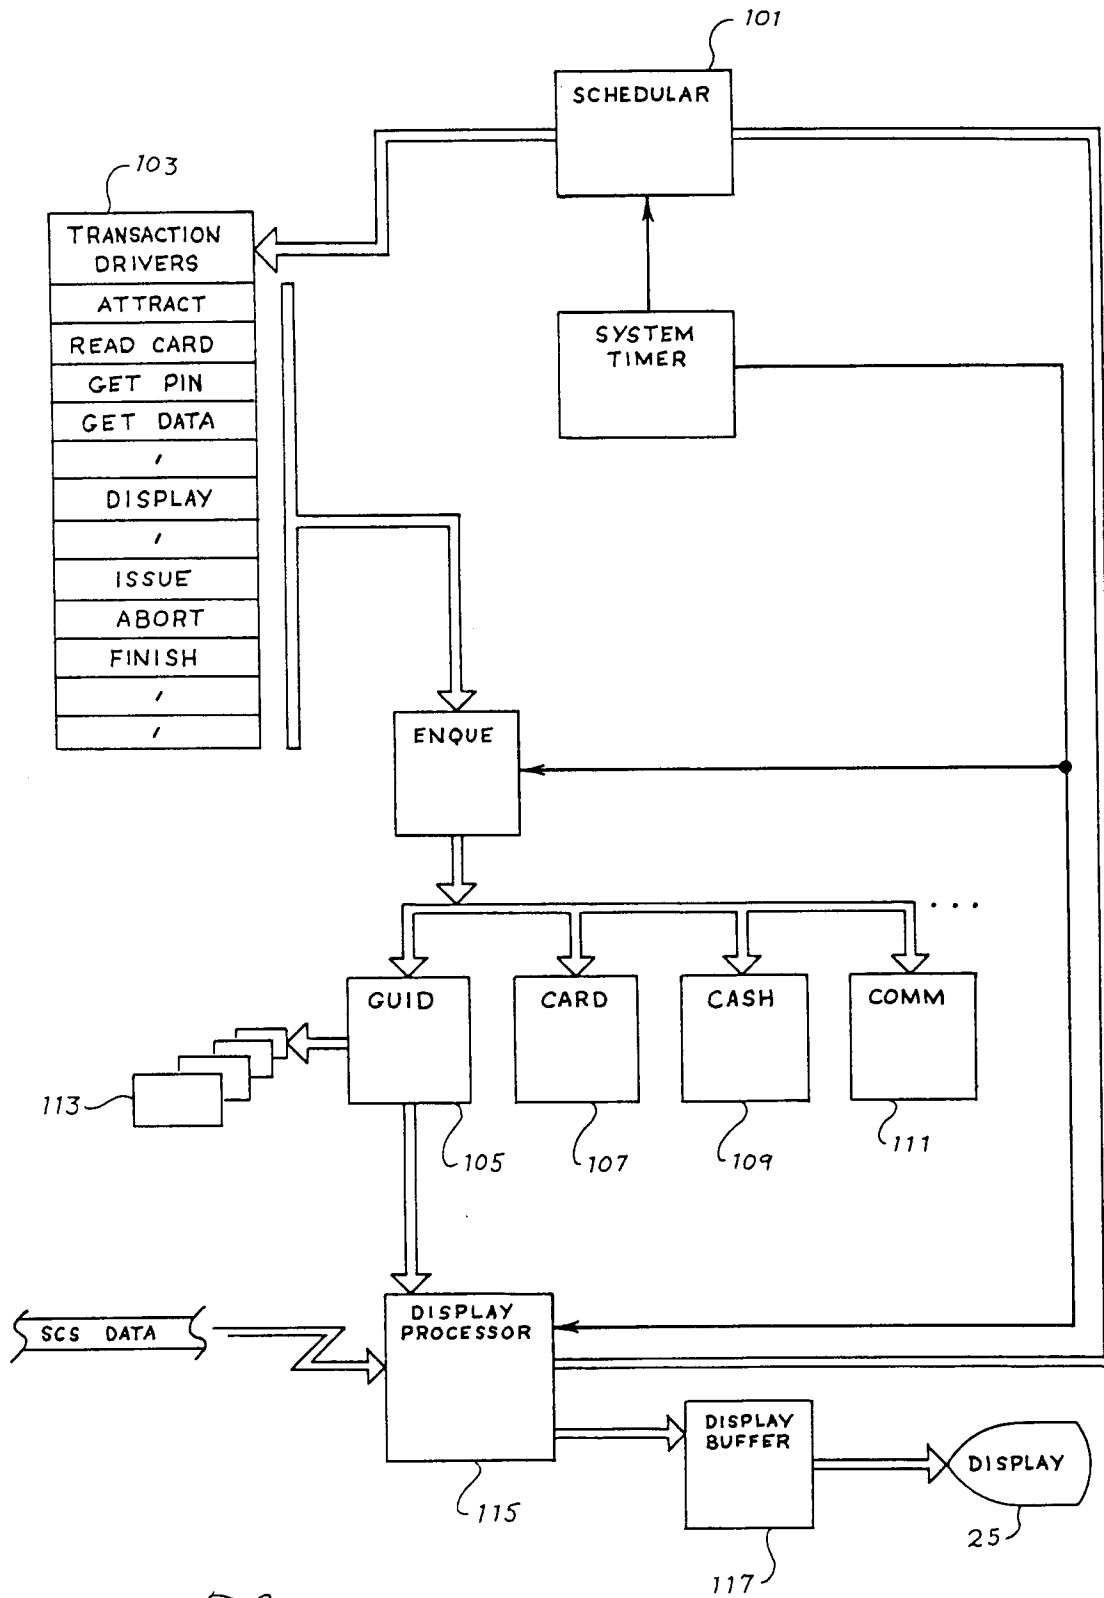 101
SCHEDULAR
103
TRANSACTION
DRIVERS
ATTRACT
READ CARD
GET PIN
GET DATA
′
DISPLAY
′
ISSUE
ABORT
FINISH
′
′
SYSTEM
TIMER
ENQUE
...
GUID
CARD
CASH
COMM
113
105
107
109
111
SCS DATA
DISPLAY
PROCESSOR
115
DISPLAY
BUFFER
117
DISPLAY
25